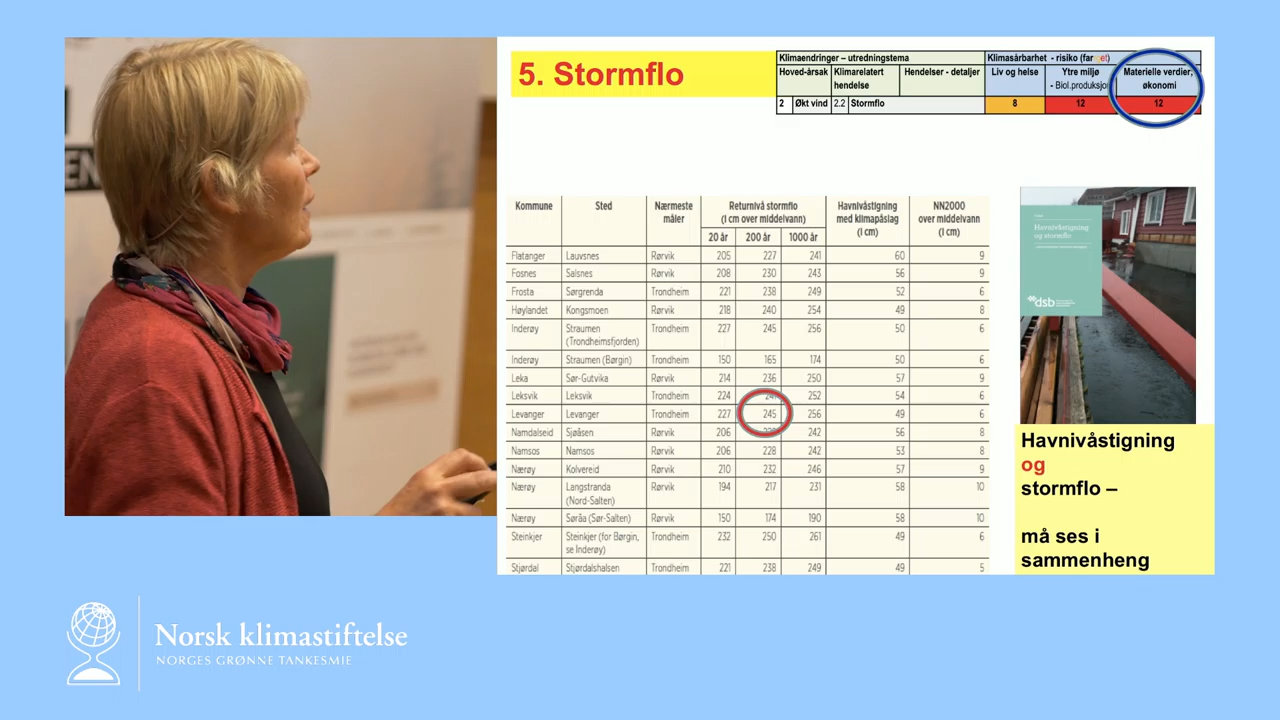 EN
5. Stormflo
Klimaendringer – utredningstema Klimasårbarhet - risiko (farget)
Hoved-årsak Klimarelatert hendelse Hendelser - detaljer Liv og helse Ytre miljø - Biol.produksjo Materielle verdier, økonomi
2 Økt vind 2.2 Stormflo 8 12 12
Kommune Sted Nærmeste måler Returnivå stormflo (i cm over middelvann) Havnivåstigning med klimapåslag (i cm) NN2000 over middelvann (i cm)
20 år 200 år 1000 år
Flatanger Lauvsnes Rørvik 205 227 241 60 9
Fosnes Salsnes Rørvik 208 230 243 56 9
Frosta Sørgrenda Trondheim 221 238 249 52 6
Høylandet Kongsmoen Rørvik 218 240 254 49 8
Inderøy Straumen (Trondheimsfjorden) Trondheim 227 245 256 50 6
Inderøy Straumen (Børgin) Trondheim 150 165 174 50 6
Leka Sør-Gutvika Rørvik 214 236 250 57 9
Leksvik Leksvik Trondheim 224 252 54 6
Levanger Levanger Trondheim 227 245 256 49 6
Namdalseid Sjøåsen Rørvik 206 242 56 8
Namsos Namsos Rørvik 206 228 242 53 8
Nærøy Kolvereid Rørvik 210 232 246 57 9
Nærøy Langstranda (Nord-Salten) Rørvik 194 217 231 58 10
Nærøy Søråa (Sør-Salten) Rørvik 150 174 190 58 10
Steinkjer Steinkjer (for Børgin, se Inderøy) Trondheim 232 250 261 49 6
Stjørdal Stjørdalshalsen Trondheim 221 238 249 49 5
Havnivåstigning
og stormflo
dsb
Havnivåstigning
og
stormflo –
må ses i
sammenheng
Norsk klimastiftelse
NORGES GRØNNE TANKESMIE